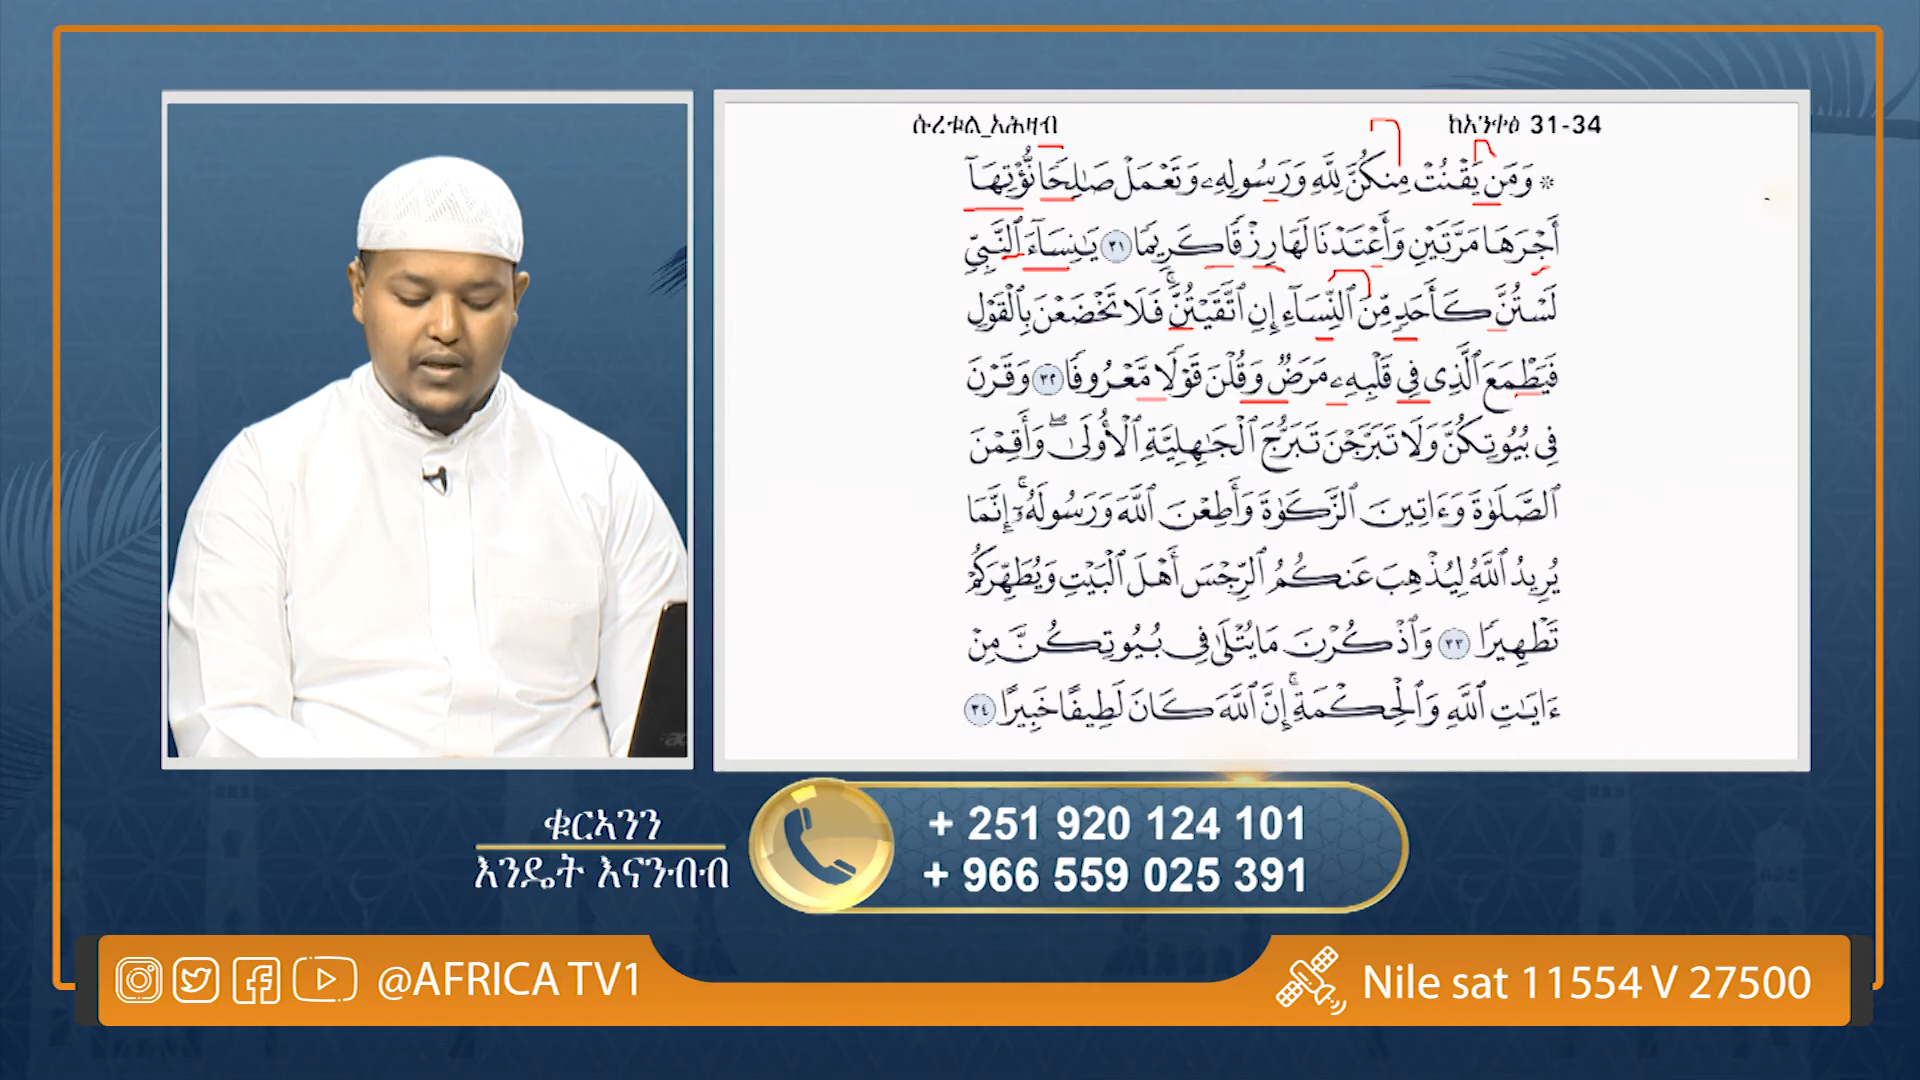 ሱረቱል_አሕዛብ
ከአንቀፅ 31-34
۞ وَمَن يَقْنُتْ مِنكُنَّ لِلَّهِ وَرَسُولِهِۦ وَتَعْمَلْ صَٰلِحًا نُّؤْتِهَآ
أَجْرَهَا مَرَّتَيْنِ وَأَعْتَدْنَا لَهَا رِزْقًا كَرِيمًا ٣١ يَٰنِسَآءَ ٱلنَّبِيِّ
لَسْتُنَّ كَأَحَدٍ مِّنَ ٱلنِّسَآءِ إِنِ ٱتَّقَيْتُنَّۚ فَلَا تَخْضَعْنَ بِٱلْقَوْلِ
فَيَطْمَعَ ٱلَّذِى فِى قَلْبِهِۦ مَرَضٌ وَقُلْنَ قَوْلًا مَّعْرُوفًا ٣٢ وَقَرْنَ
فِى بُيُوتِكُنَّ وَلَا تَبَرَّجْنَ تَبَرُّجَ ٱلْجَٰهِلِيَّةِ ٱلْأُولَىٰۖ وَأَقِمْنَ
ٱلصَّلَوٰةَ وَءَاتِينَ ٱلزَّكَوٰةَ وَأَطِعْنَ ٱللَّهَ وَرَسُولَهُۥٓۚ إِنَّمَا
يُرِيدُ ٱللَّهُ لِيُذْهِبَ عَنكُمُ ٱلرِّجْسَ أَهْلَ ٱلْبَيْتِ وَيُطَهِّرَكُمْ
تَطْهِيرًا ٣٣ وَٱذْكُرْنَ مَا يُتْلَىٰ فِى بُيُوتِكُنَّ مِنْ
ءَايَٰتِ ٱللَّهِ وَٱلْحِكْمَةِۚ إِنَّ ٱللَّهَ كَانَ لَطِيفًا خَبِيرًا ٣٤
ቁርኣንን
እንዴት እናንብብ
+ 251 920 124 101
+ 966 559 025 391
@AFRICA TV1
Nile sat 11554 V 27500